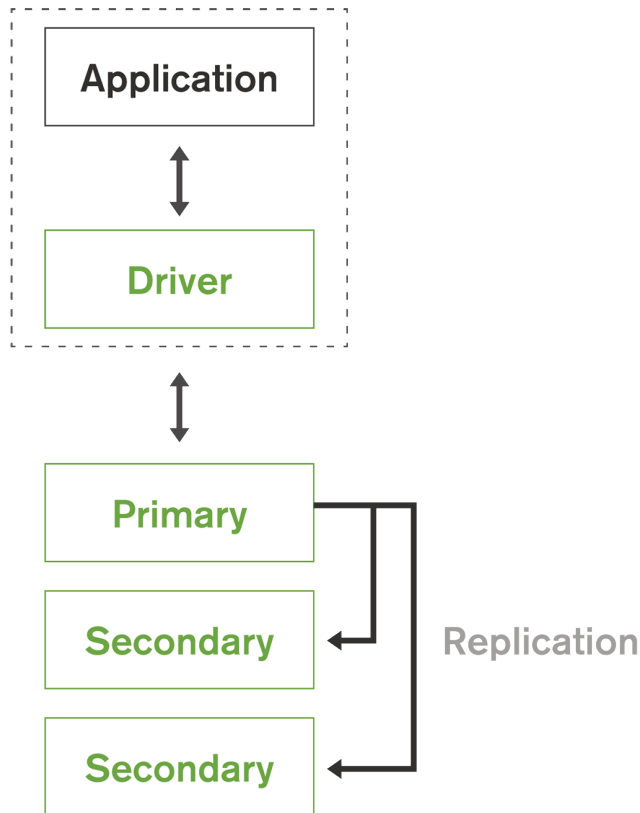 Application
Driver
Primary
Secondary
Replication
Secondary